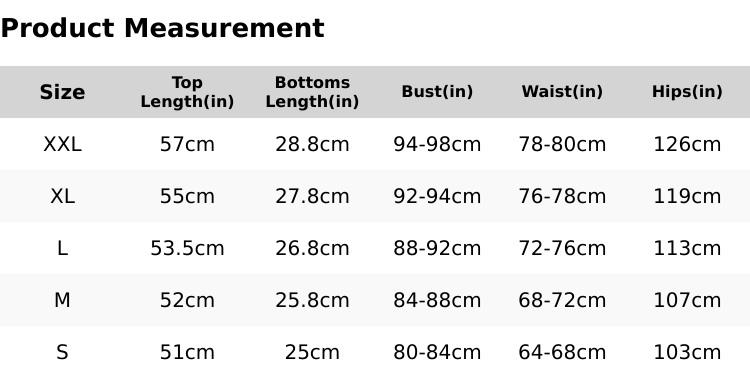 Product Measurement
Size Top Length(in) Bottoms Length(in) Bust(in) Waist(in) Hips(in)
XXL 57cm 28.8cm 94-98cm 78-80cm 126cm
XL 55cm 27.8cm 92-94cm 76-78cm 119cm
L 53.5cm 26.8cm 88-92cm 72-76cm 113cm
M 52cm 25.8cm 84-88cm 68-72cm 107cm
S 51cm 25cm 80-84cm 64-68cm 103cm